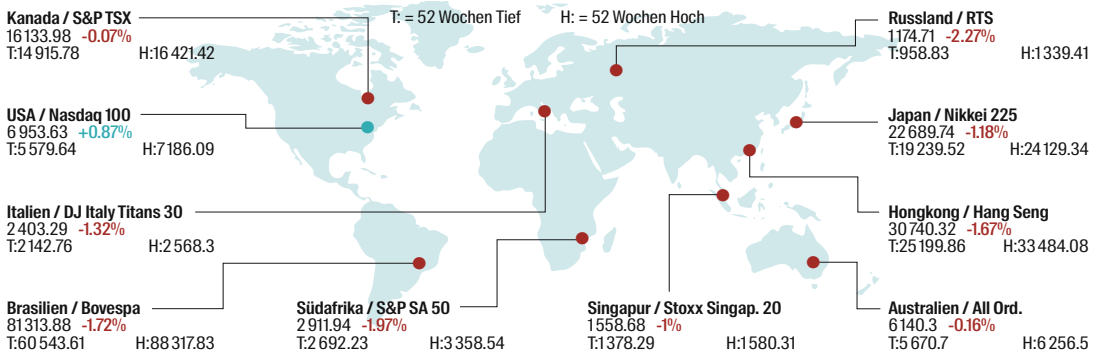 T: = 52 Wochen Tief H: = 52 Wochen Hoch
Kanada / S&P TSX
16 133.98 -0.07%
T:14 915.78 H:16 421.42
USA / Nasdaq 100
6 953.63 +0.87%
T:5 579.64 H:7 186.09
Italien / DJ Italy Titans 30
2 403.29 -1.32%
T:2 142.76 H:2 568.3
Brasilien / Bovespa
81 313.88 -1.72%
T:60 543.61 H:88 317.83
Südafrika / S&P SA 50
2 911.94 -1.97%
T:2 692.23 H:3 358.54
Singapur / Stoxx Singap. 20
1 558.68 -1%
T:1 378.29 H:1 580.31
Russland / RTS
1174.71 -2.27%
T:958.83 H:1 339.41
Japan / Nikkei 225
22 689.74 -1.18%
T:19 239.52 H:24 129.34
Hongkong / Hang Seng
30 740.32 -1.67%
T:25 199.86 H:33 484.08
Australien / All Ord.
6 140.3 -0.16%
T:5 670.7 H:6 256.5